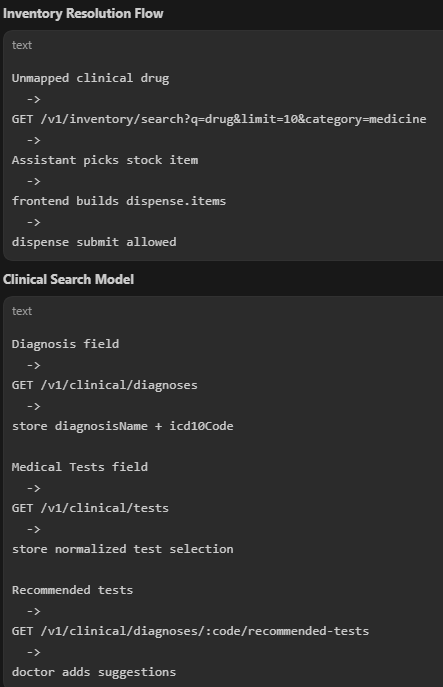 Inventory Resolution Flow
text
Unmapped clinical drug
->
GET /v1/inventory/search?q=drug&limit=10&category=medicine
->
Assistant picks stock item
->
frontend builds dispense.items
->
dispense submit allowed
Clinical Search Model
text
Diagnosis field
->
GET /v1/clinical/diagnoses
->
store diagnosisName + icd10Code
Medical Tests field
->
GET /v1/clinical/tests
->
store normalized test selection
Recommended tests
->
GET /v1/clinical/diagnoses/:code/recommended-tests
->
doctor adds suggestions